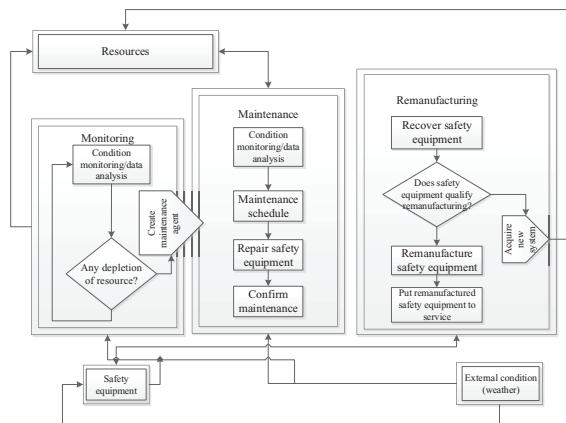 Resources
Monitoring
Condition
monitoring/data
analysis
Any depletion
of resource?
Create
maintenance
agent
Maintenance
Condition
monitoring/data
analysis
Maintenance
schedule
Repair safety
equipment
Confirm
maintenance
Remanufacturing
Recover safety
equipment
Does safety
equipment qualify
remanufacturing?
Acquire
new
system
Remanufacture
safety equipment
Put remanufactured
safety equipment to
service
Safety
equipment
External condition
(weather)